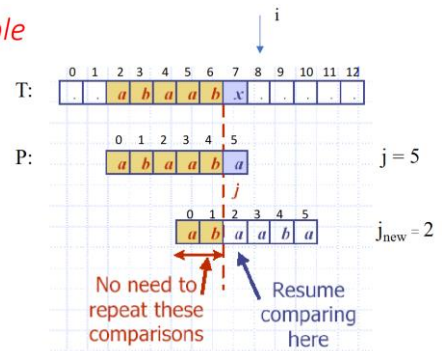 ple
i
0 1 2 3 4 5 6 7 8 9 10 11 12
T: . . a b a a b x . . . . .
0 1 2 3 4 5
P: a b a a b a j = 5
j
0 1 2 3 4 5
a b a a b a jnew = 2
No need to
repeat these
comparisons
Resume
comparing
here